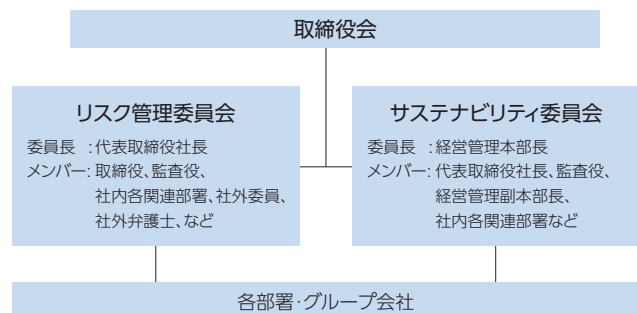 取締役会
リスク管理委員会
委員長 ：代表取締役社長
メンバー：取締役、監査役、
社内各関連部署、社外委員、
社外弁護士、など
サステナビリティ委員会
委員長 ：経営管理本部長
メンバー：代表取締役社長、監査役、
経営管理副本部長、
社内各関連部署など
各部署・グループ会社